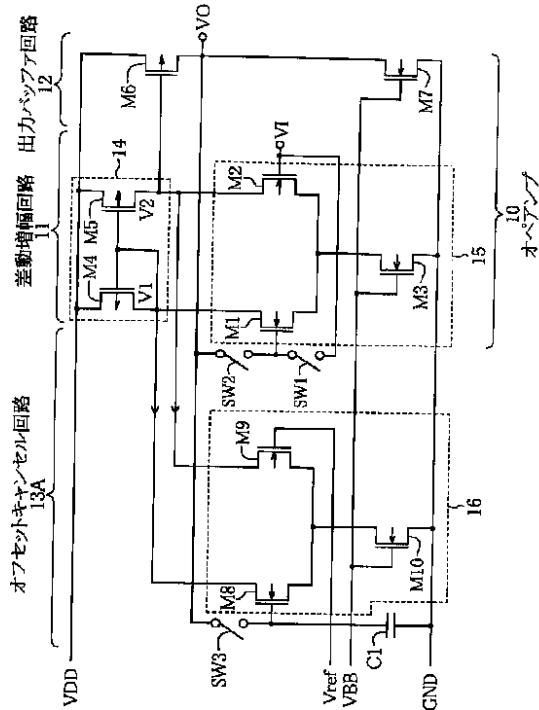 オフセットキャンセル回路
13A
差動増幅回路
11
出力バッファ回路
12
VDD
M4
M5
14
V1
V2
M6
VO
SW3
SW2
SW1
M1
M2
VI
M8
M9
M3
M7
15
16
M10
C1
Vref
VBB
GND
10
オペアンプ